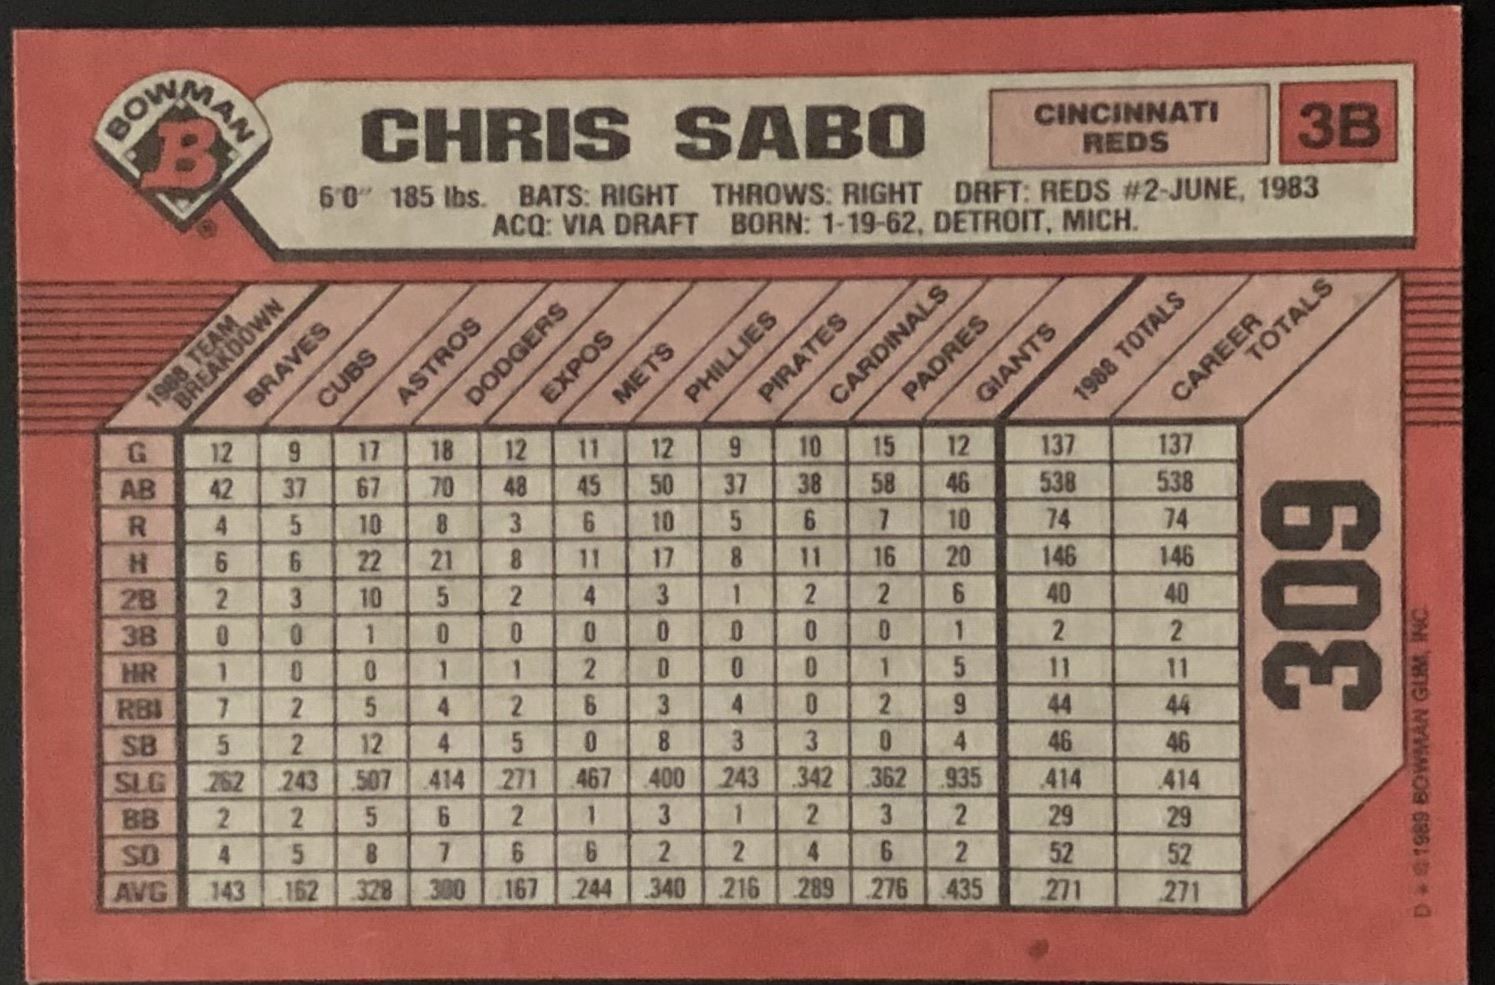 BOWMAN
B
®
CHRIS SABO
CINCINNATI
REDS
3B
6'0" 185 lbs. BATS: RIGHT THROWS: RIGHT DRFT: REDS #2-JUNE, 1983
ACQ: VIA DRAFT BORN: 1-19-62, DETROIT, MICH.
1988 TEAM BREAKDOWN BRAVES CUBS ASTROS DODGERS EXPOS METS PHILLIES PIRATES CARDINALS PADRES GIANTS 1988 TOTALS CAREER TOTALS
G 12 9 17 18 12 11 12 9 10 15 12 137 137
AB 42 37 67 70 48 45 50 37 38 58 46 538 538
R 4 5 10 8 3 6 10 5 6 7 10 74 74
H 6 6 22 21 8 11 17 8 11 16 20 146 146
2B 2 3 10 5 2 4 3 1 2 2 6 40 40
3B 0 0 1 0 0 0 0 0 0 0 1 2 2
HR 1 0 0 1 1 2 0 0 0 1 5 11 11
RBI 7 2 5 4 2 6 3 4 0 2 9 44 44
SB 5 2 12 4 5 0 8 3 3 0 4 46 46
SLG .262 .243 .507 .414 .271 .467 .400 .243 .342 .362 .935 .414 .414
BB 2 2 5 6 2 1 3 1 2 3 2 29 29
SO 4 5 8 7 6 6 2 2 4 6 2 52 52
AVG .143 .162 .328 .300 .167 .244 .340 .216 .289 .276 .435 .271 .271
309
D * © 1989 BOWMAN GUM, INC.